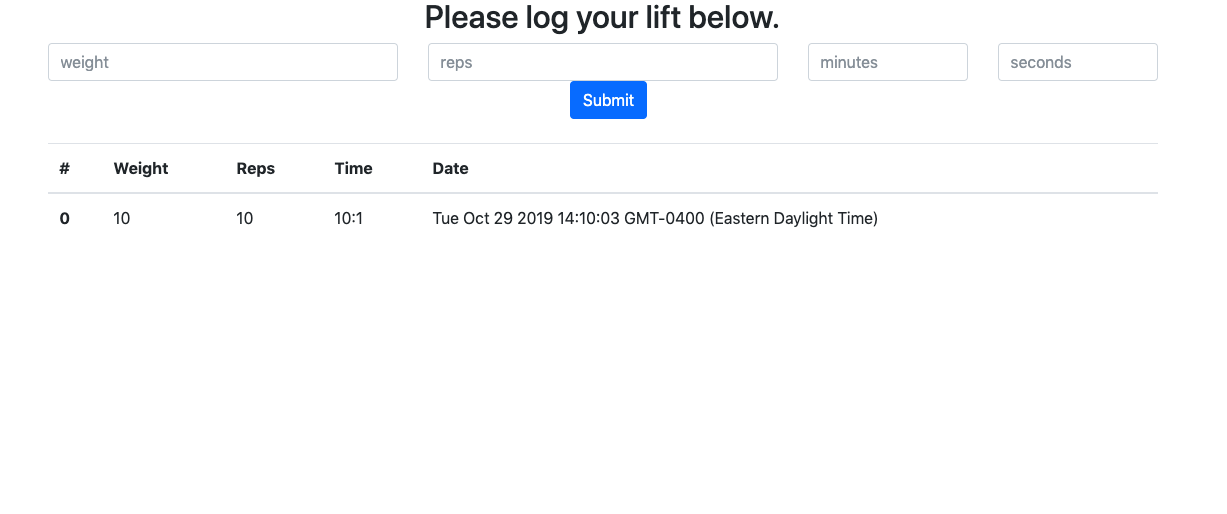 Please log your lift below.
weight reps minutes seconds
Submit
# Weight Reps Time Date
0 10 10 10:1 Tue Oct 29 2019 14:10:03 GMT-0400 (Eastern Daylight Time)